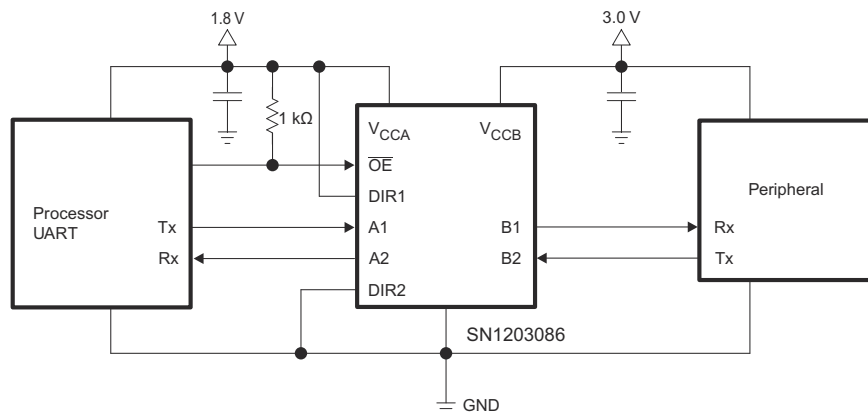 1.8 V
3.0 V
1 kΩ
VCCA
VCCB
OE
DIR1
Processor
UART
Peripheral
Tx
A1
B1
Rx
Rx
A2
B2
Tx
DIR2
SN1203086
GND